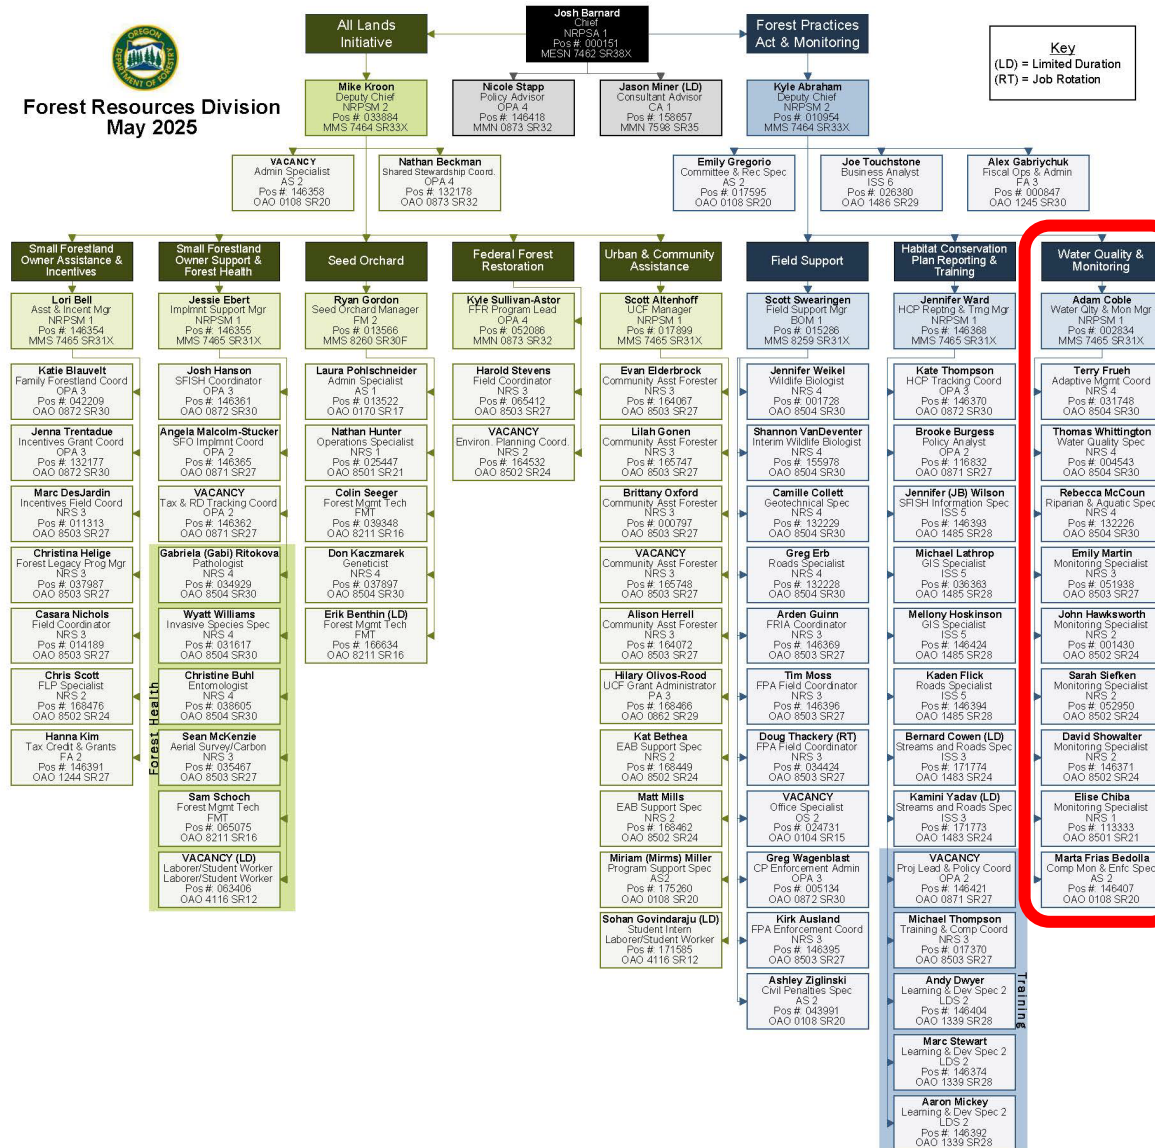 All Lands
Initiative
Josh Barnard
Chief
NRPSA 1
Pos #: 000151
MESN 7462 SR38X
Forest Practices
Act & Monitoring
Key
(LD) = Limited Duration
(RT) = Job Rotation
OREGON
DEPARTMENT OF FORESTRY
Forest Resources Division
May 2025
Mike Kroon
Deputy Chief
NRPSM 2
Pos #: 033884
MMS 7464 SR33X
Nicole Stapp
Policy Advisor
OPA 4
Pos #: 146418
MMN 0873 SR32
Jason Miner (LD)
Consultant Advisor
CA 1
Pos #: 158657
MMN 7598 SR35
Kyle Abraham
Deputy Chief
NRPSM 2
Pos #: 010954
MMS 7464 SR33X
VACANCY
Admin Specialist
AS 2
Pos #: 146358
OAO 0108 SR20
Nathan Beckman
Shared Stewardship Coord.
OPA 4
Pos #: 132178
OAO 0873 SR32
Emily Gregorio
Committee & Rec Spec
AS 2
Pos #: 017595
OAO 0108 SR20
Joe Touchstone
Business Analyst
ISS 6
Pos #: 026380
OAO 1486 SR29
Alex Gabriychuk
Fiscal Ops & Admin
FA 3
Pos #: 000847
OAO 1245 SR30
Small Forestland
Owner Assistance &
Incentives
Lori Bell
Asst & Incent Mgr
NRPSM 1
Pos #: 146354
MMS 7465 SR31X
Katie Blauvelt
Family Forestland Coord
OPA 3
Pos #: 042209
OAO 0872 SR30
Jenna Trentadue
Incentives Grant Coord
OPA 3
Pos #: 132177
OAO 0872 SR30
Marc DesJardin
Incentives Field Coord
NRS 3
Pos #: 011313
OAO 8503 SR27
Christina Helige
Forest Legacy Prog Mgr
NRS 3
Pos #: 037987
OAO 8503 SR27
Casara Nichols
Field Coordinator
NRS 3
Pos #: 014189
OAO 8503 SR27
Chris Scott
FLP Specialist
NRS 2
Pos #: 168476
OAO 8502 SR24
Hanna Kim
Tax Credit & Grants
FA 2
Pos #: 146391
OAO 1244 SR27
Small Forestland
Owner Support &
Forest Health
Jessie Ebert
Implmnt Support Mgr
NRPSM 1
Pos #: 146355
MMS 7465 SR31X
Josh Hanson
SFISH Coordinator
OPA 3
Pos #: 146361
OAO 0872 SR30
Angela Malcolm-Stucker
SFO Implmnt Coord
OPA 2
Pos #: 146365
OAO 0871 SR27
VACANCY
Tax & RD Tracking Coord
OPA 2
Pos #: 146362
OAO 0871 SR27
Forest Health
Gabriela (Gabi) Ritokova
Pathologist
NRS 4
Pos #: 034929
OAO 8504 SR30
Wyatt Williams
Invasive Species Spec
NRS 4
Pos #: 031617
OAO 8504 SR30
Christine Buhl
Entomologist
NRS 4
Pos #: 038605
OAO 8504 SR30
Sean McKenzie
Aerial Survey/Carbon
NRS 3
Pos #: 035467
OAO 8503 SR27
Sam Schoch
Forest Mgmt Tech
FMT
Pos #: 065075
OAO 8211 SR16
VACANCY (LD)
Laborer/Student Worker
Laborer/Student Worker
Pos #: 063406
OAO 4116 SR12
Seed Orchard
Ryan Gordon
Seed Orchard Manager
FM 2
Pos #: 013566
MMS 8260 SR30F
Laura Pohlschneider
Admin Specialist
AS 1
Pos #: 013522
OAO 0170 SR17
Nathan Hunter
Operations Specialist
NRS 1
Pos #: 025447
OAO 8501 SR21
Colin Seeger
Forest Mgmt Tech
FMT
Pos #: 039348
OAO 8211 SR16
Don Kaczmarek
Geneticist
NRS 4
Pos #: 037897
OAO 8504 SR30
Erik Benthin (LD)
Forest Mgmt Tech
FMT
Pos #: 166634
OAO 8211 SR16
Federal Forest
Restoration
Kyle Sullivan-Astor
FFR Program Lead
OPA 4
Pos #: 052086
MMN 0873 SR32
Harold Stevens
Field Coordinator
NRS 3
Pos #: 065412
OAO 8503 SR27
VACANCY
Environ. Planning Coord.
NRS 2
Pos #: 164532
OAO 8502 SR24
Urban & Community
Assistance
Scott Altenhoff
UCF Manager
NRPSM 1
Pos #: 017899
MMS 7465 SR31X
Evan Elderbrock
Community Asst Forester
NRS 3
Pos #: 164067
OAO 8503 SR27
Lilah Gonen
Community Asst Forester
NRS 3
Pos #: 165747
OAO 8503 SR27
Brittany Oxford
Community Asst Forester
NRS 3
Pos #: 000797
OAO 8503 SR27
VACANCY
Community Asst Forester
NRS 3
Pos #: 165748
OAO 8503 SR27
Alison Herrell
Community Asst Forester
NRS 3
Pos #: 164072
OAO 8503 SR27
Hilary Olivos-Rood
UCF Grant Administrator
PA 3
Pos #: 168466
OAO 0862 SR29
Kat Bethea
EAB Support Spec
NRS 2
Pos #: 168449
OAO 8502 SR24
Matt Mills
EAB Support Spec
NRS 2
Pos #: 168462
OAO 8502 SR24
Miriam (Mirms) Miller
Program Support Spec
AS2
Pos #: 175260
OAO 0108 SR20
Sohan Govindaraju (LD)
Student Intern
Laborer/Student Worker
Pos #: 171585
OAO 4116 SR12
Field Support
Scott Swearingen
Field Support Mgr
BOM 1
Pos #: 015286
MMS 8259 SR31X
Jennifer Weikel
Wildlife Biologist
NRS 4
Pos #: 001728
OAO 8504 SR30
Shannon VanDeventer
Interim Wildlife Biologist
NRS 4
Pos #: 155978
OAO 8504 SR30
Camille Collett
Geotechnical Spec
NRS 4
Pos #: 132229
OAO 8504 SR30
Greg Erb
Roads Specialist
NRS 4
Pos #: 132228
OAO 8504 SR30
Arden Guinn
FRIA Coordinator
NRS 3
Pos #: 146369
OAO 8503 SR27
Tim Moss
FPA Field Coordinator
NRS 3
Pos #: 146396
OAO 8503 SR27
Doug Thackery (RT)
FPA Field Coordinator
NRS 3
Pos #: 034424
OAO 8503 SR27
VACANCY
Office Specialist
OS 2
Pos #: 024731
OAO 0104 SR15
Greg Wagenblast
CP Enforcement Admin
OPA 3
Pos #: 005134
OAO 0872 SR30
Kirk Ausland
FPA Enforcement Coord
NRS 3
Pos #: 146395
OAO 8503 SR27
Ashley Ziglinski
Civil Penalties Spec
AS 2
Pos #: 043991
OAO 0108 SR20
Habitat Conservation
Plan Reporting &
Training
Jennifer Ward
HCP Reptng & Trng Mgr
NRPSM 1
Pos #: 146368
MMS 7465 SR31X
Kate Thompson
HCP Tracking Coord
OPA 3
Pos #: 146370
OAO 0872 SR30
Brooke Burgess
Policy Analyst
OPA 2
Pos #: 116832
OAO 0871 SR27
Jennifer (JB) Wilson
SFISH Information Spec
ISS 5
Pos #: 146393
OAO 1485 SR28
Michael Lathrop
GIS Specialist
ISS 5
Pos #: 036363
OAO 1485 SR28
Mellony Hoskinson
GIS Specialist
ISS 5
Pos #: 146424
OAO 1485 SR28
Kaden Flick
Roads Specialist
ISS 5
Pos #: 146394
OAO 1485 SR28
Bernard Cowen (LD)
Streams and Roads Spec
ISS 3
Pos #: 171774
OAO 1483 SR24
Kamini Yadav (LD)
Streams and Roads Spec
ISS 3
Pos #: 171773
OAO 1483 SR24
Training
VACANCY
Proj Lead & Policy Coord
OPA 2
Pos #: 146421
OAO 0871 SR27
Michael Thompson
Training & Comp Coord
NRS 3
Pos #: 017370
OAO 8503 SR27
Andy Dwyer
Learning & Dev Spec 2
LDS 2
Pos #: 146404
OAO 1339 SR28
Marc Stewart
Learning & Dev Spec 2
LDS 2
Pos #: 146374
OAO 1339 SR28
Aaron Mickey
Learning & Dev Spec 2
LDS 2
Pos #: 146392
OAO 1339 SR28
Water Quality &
Monitoring
Adam Coble
Water Qlty & Mon Mgr
NRPSM 1
Pos #: 002834
MMS 7465 SR31X
Terry Frueh
Adaptive Mgmt Coord
NRS 4
Pos #: 031748
OAO 8504 SR30
Thomas Whittington
Water Quality Spec
NRS 4
Pos #: 004543
OAO 8504 SR30
Rebecca McCoun
Riparian & Aquatic Spec
NRS 4
Pos #: 132226
OAO 8504 SR30
Emily Martin
Monitoring Specialist
NRS 3
Pos #: 051938
OAO 8503 SR27
John Hawksworth
Monitoring Specialist
NRS 2
Pos #: 001430
OAO 8502 SR24
Sarah Siefken
Monitoring Specialist
NRS 2
Pos #: 052950
OAO 8502 SR24
David Showalter
Monitoring Specialist
NRS 2
Pos #: 146371
OAO 8502 SR24
Elise Chiba
Monitoring Specialist
NRS 1
Pos #: 113333
OAO 8501 SR21
Marta Frias Bedolla
Comp Mon & Enfc Spec
AS 2
Pos #: 146407
OAO 0108 SR20